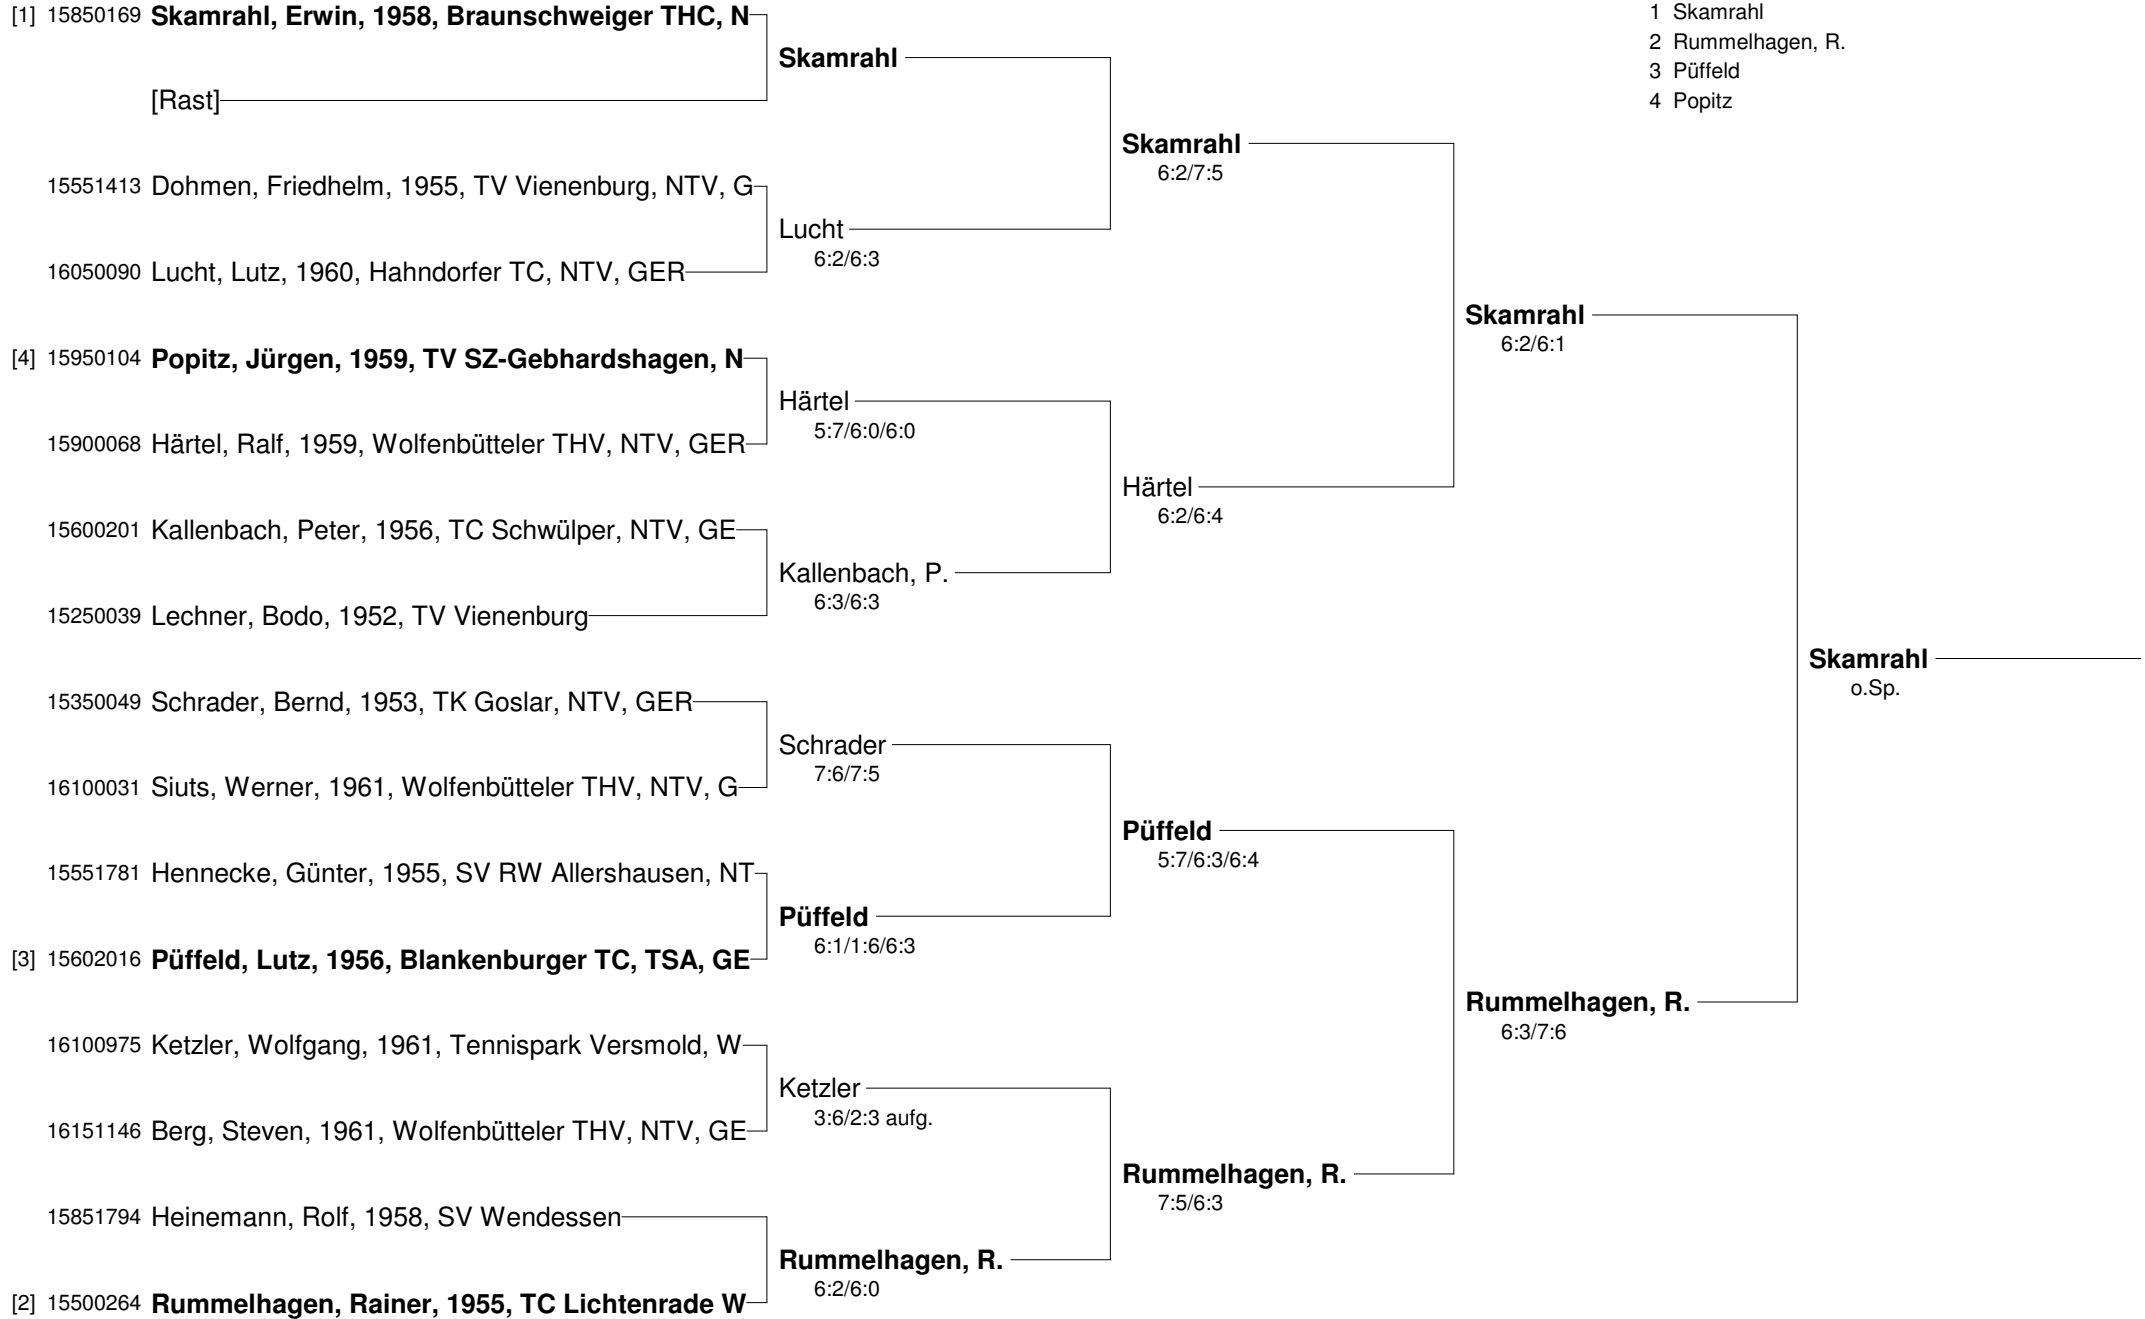 [1] 15850169 Skamrahl, Erwin, 1958, Braunschweiger THC, N
[Rast]
15551413 Dohmen, Friedhelm, 1955, TV Vienenburg, NTV, G
16050090 Lucht, Lutz, 1960, Hahndorfer TC, NTV, GER
[4] 15950104 Popitz, Jürgen, 1959, TV SZ-Gebhardshagen, N
15900068 Härtel, Ralf, 1959, Wolfenbütteler THV, NTV, GER
15600201 Kallenbach, Peter, 1956, TC Schwülper, NTV, GE
15250039 Lechner, Bodo, 1952, TV Vienenburg
15350049 Schrader, Bernd, 1953, TK Goslar, NTV, GER
16100031 Siuts, Werner, 1961, Wolfenbütteler THV, NTV, G
15551781 Hennecke, Günter, 1955, SV RW Allershausen, NT
[3] 15602016 Püffeld, Lutz, 1956, Blankenburger TC, TSA, GE
16100975 Ketzler, Wolfgang, 1961, Tennispark Versmold, W
16151146 Berg, Steven, 1961, Wolfenbütteler THV, NTV, GE
15851794 Heinemann, Rolf, 1958, SV Wendessen
[2] 15500264 Rummelhagen, Rainer, 1955, TC Lichtenrade W
Skamrahl
Lucht
6:2/6:3
Härtel
5:7/6:0/6:0
Kallenbach, P.
6:3/6:3
Schrader
7:6/7:5
Püffeld
6:1/1:6/6:3
Ketzler
3:6/2:3 aufg.
Rummelhagen, R.
6:2/6:0
Skamrahl
6:2/7:5
Härtel
6:2/6:4
Püffeld
5:7/6:3/6:4
Rummelhagen, R.
7:5/6:3
Skamrahl
6:2/6:1
Rummelhagen, R.
6:3/7:6
Skamrahl
o.Sp.
1 Skamrahl
2 Rummelhagen, R.
3 Püffeld
4 Popitz